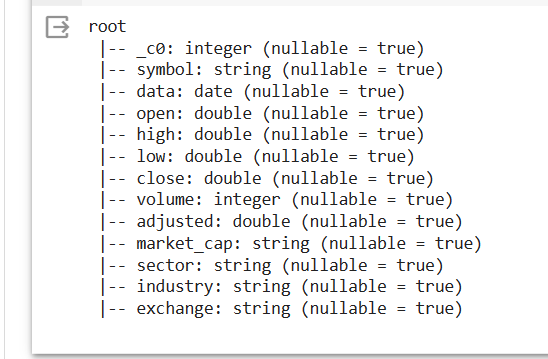 root
 |-- _c0: integer (nullable = true)
 |-- symbol: string (nullable = true)
 |-- data: date (nullable = true)
 |-- open: double (nullable = true)
 |-- high: double (nullable = true)
 |-- low: double (nullable = true)
 |-- close: double (nullable = true)
 |-- volume: integer (nullable = true)
 |-- adjusted: double (nullable = true)
 |-- market_cap: string (nullable = true)
 |-- sector: string (nullable = true)
 |-- industry: string (nullable = true)
 |-- exchange: string (nullable = true)